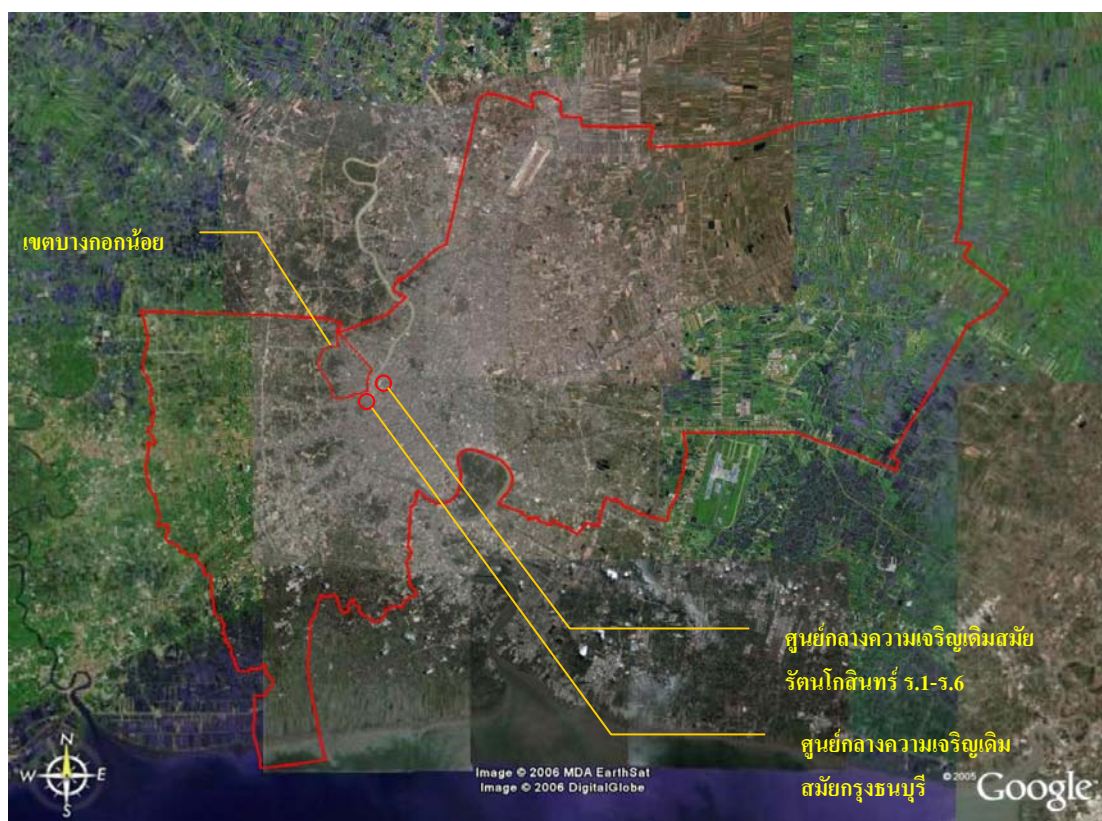 เขตบางกอกน้อย
ศูนย์กลางความเจริญเดิมสมัย
รัตนโกสินทร์ ร.1-ร.6
ศูนย์กลางความเจริญเดิม
สมัยกรุงธนบุรี
N
W E
S
Image © 2006 MDA EarthSat
Image © 2006 DigitalGlobe
©2005 Google